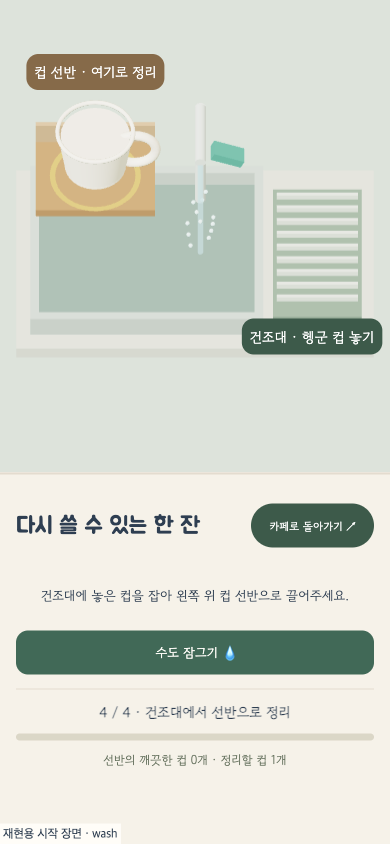 컵 선반 · 여기로 정리
건조대 · 헹군 컵 놓기
다시 쓸 수 있는 한 잔
카페로 돌아가기 ↗
건조대에 놓은 컵을 잡아 왼쪽 위 컵 선반으로 끌어주세요.
수도 잠그기 💧
4 / 4 · 건조대에서 선반으로 정리
선반의 깨끗한 컵 0개 · 정리할 컵 1개
재현용 시작 장면 · wash